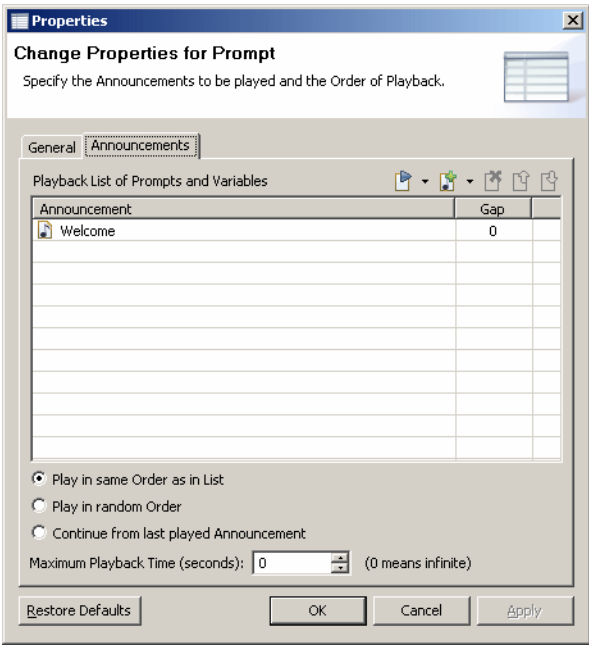 Properties
Change Properties for Prompt
Specify the Announcements to be played and the Order of Playback.
General Announcements
Playback List of Prompts and Variables
Announcement Gap
Welcome 0
Play in same Order as in List
Play in random Order
Continue from last played Announcement
Maximum Playback Time (seconds): 0 (0 means infinite)
Restore Defaults OK Cancel Apply